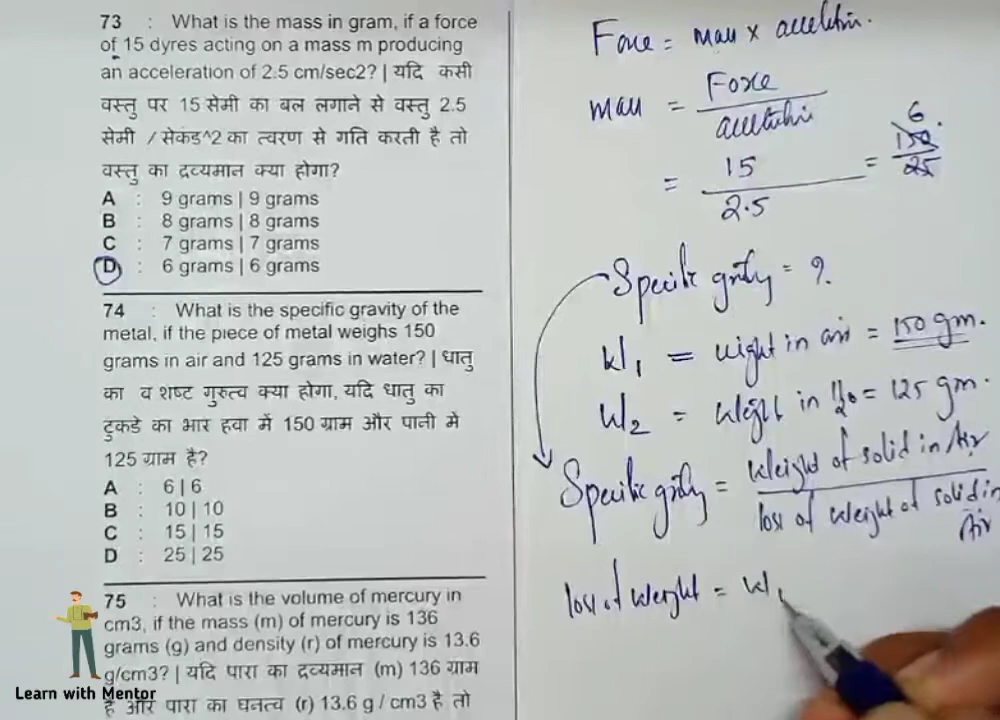 73 : What is the mass in gram, if a force
of 15 dyres acting on a mass m producing
an acceleration of 2.5 cm/sec2? | यदि कसी
वस्तु पर 15 सेमी का बल लगाने से वस्तु 2.5
सेमी / सेकंड^2 का त्वरण से गति करती है तो
वस्तु का द्रव्यमान क्या होगा?
A : 9 grams | 9 grams
B : 8 grams | 8 grams
C : 7 grams | 7 grams
D : 6 grams | 6 grams
74 : What is the specific gravity of the
metal, if the piece of metal weighs 150
grams in air and 125 grams in water? | धातु
का व शष्ट गुरुत्व क्या होगा, यदि धातु का
टुकडे का भार हवा में 150 ग्राम और पानी मे
125 ग्राम है?
A : 6 | 6
B : 10 | 10
C : 15 | 15
D : 25 | 25
75 : What is the volume of mercury in
cm3, if the mass (m) of mercury is 136
grams (g) and density (r) of mercury is 13.6
g/cm3? | यदि पारा का द्रव्यमान (m) 136 ग्राम
है और पारा का घनत्व (r) 13.6 g / cm3 है तो
Learn with Mentor
Force = mass x acceleration.
mass = Force
acceleration
= 15 = 150 6
2.5 25
Specific gravity = ?
W1 = weight in air = 150 gm.
W2 = weight in H2o = 125 gm.
Specific gravity = Weight of solid in Air
loss of weight of solid in
Air
loss of weight = W1